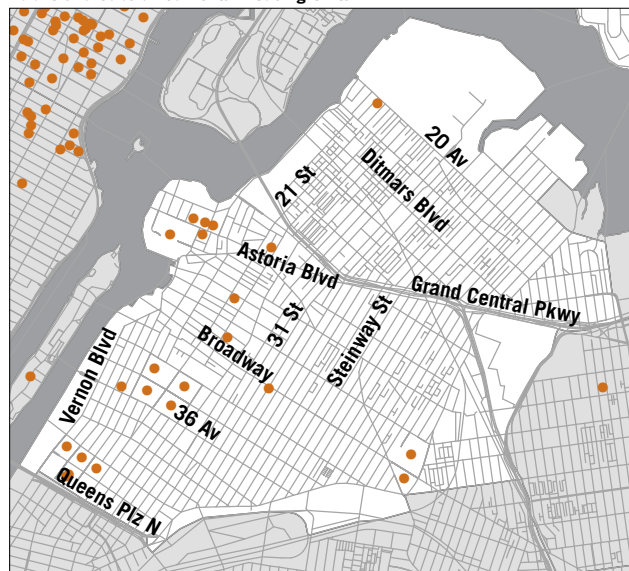 20 Av
Ditmars Blvd
21 St
Astoria Blvd
Grand Central Pkwy
31 St
Steinway St
Broadway
Vernon Blvd
36 Av
Queens Plz N